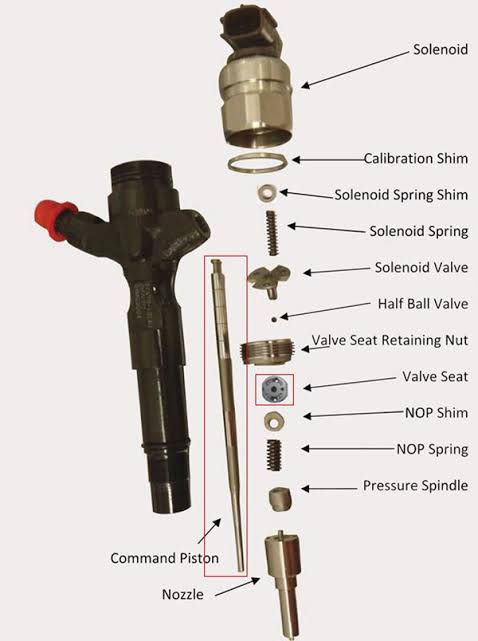 Solenoid
Calibration Shim
Solenoid Spring Shim
Solenoid Spring
Solenoid Valve
Half Ball Valve
Valve Seat Retaining Nut
Valve Seat
NOP Shim
NOP Spring
Pressure Spindle
Command Piston
Nozzle